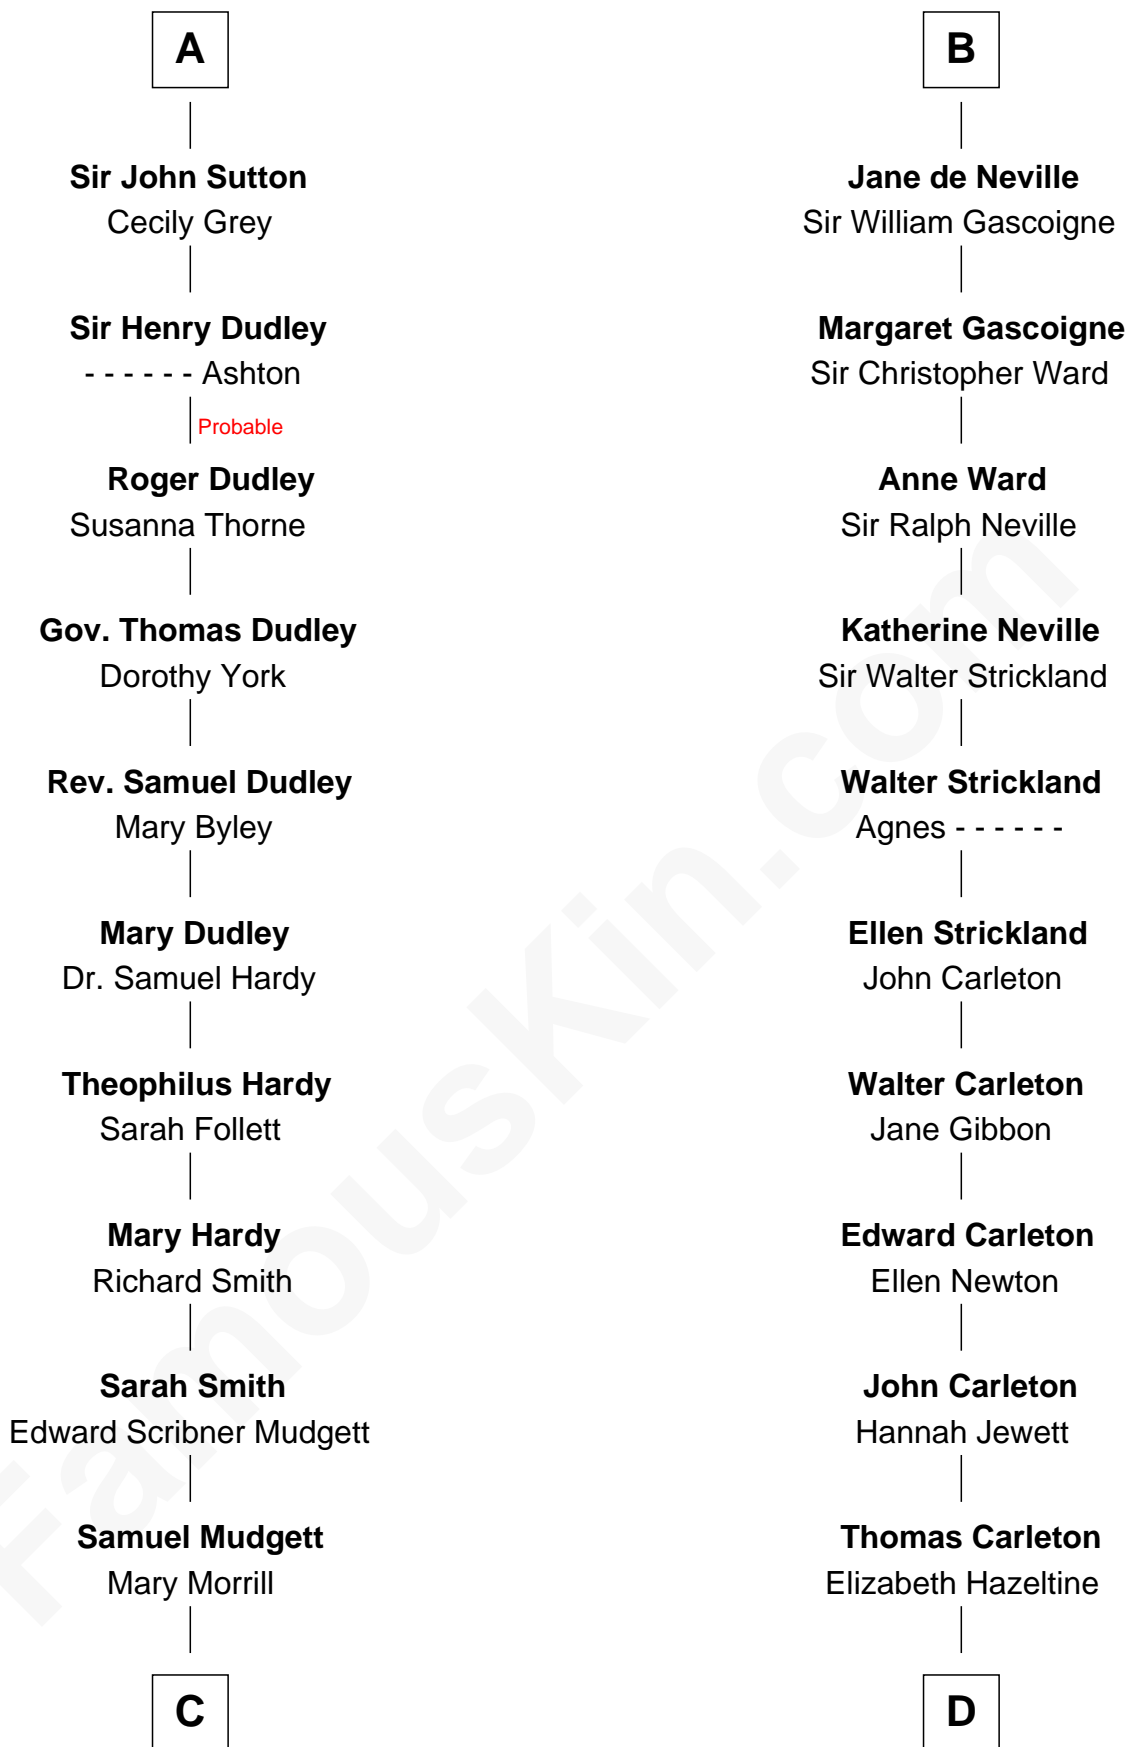 A
Sir John Sutton
Cecily Grey
Sir Henry Dudley
- - - - - - Ashton
Probable
Roger Dudley
Susanna Thorne
Gov. Thomas Dudley
Dorothy York
Rev. Samuel Dudley
Mary Byley
Mary Dudley
Dr. Samuel Hardy
Theophilus Hardy
Sarah Follett
Mary Hardy
Richard Smith
Sarah Smith
Edward Scribner Mudgett
Samuel Mudgett
Mary Morrill
C
B
Jane de Neville
Sir William Gascoigne
Margaret Gascoigne
Sir Christopher Ward
Anne Ward
Sir Ralph Neville
Katherine Neville
Sir Walter Strickland
Walter Strickland
Agnes - - - - - -
Ellen Strickland
John Carleton
Walter Carleton
Jane Gibbon
Edward Carleton
Ellen Newton
John Carleton
Hannah Jewett
Thomas Carleton
Elizabeth Hazeltine
D
FamousKin.com